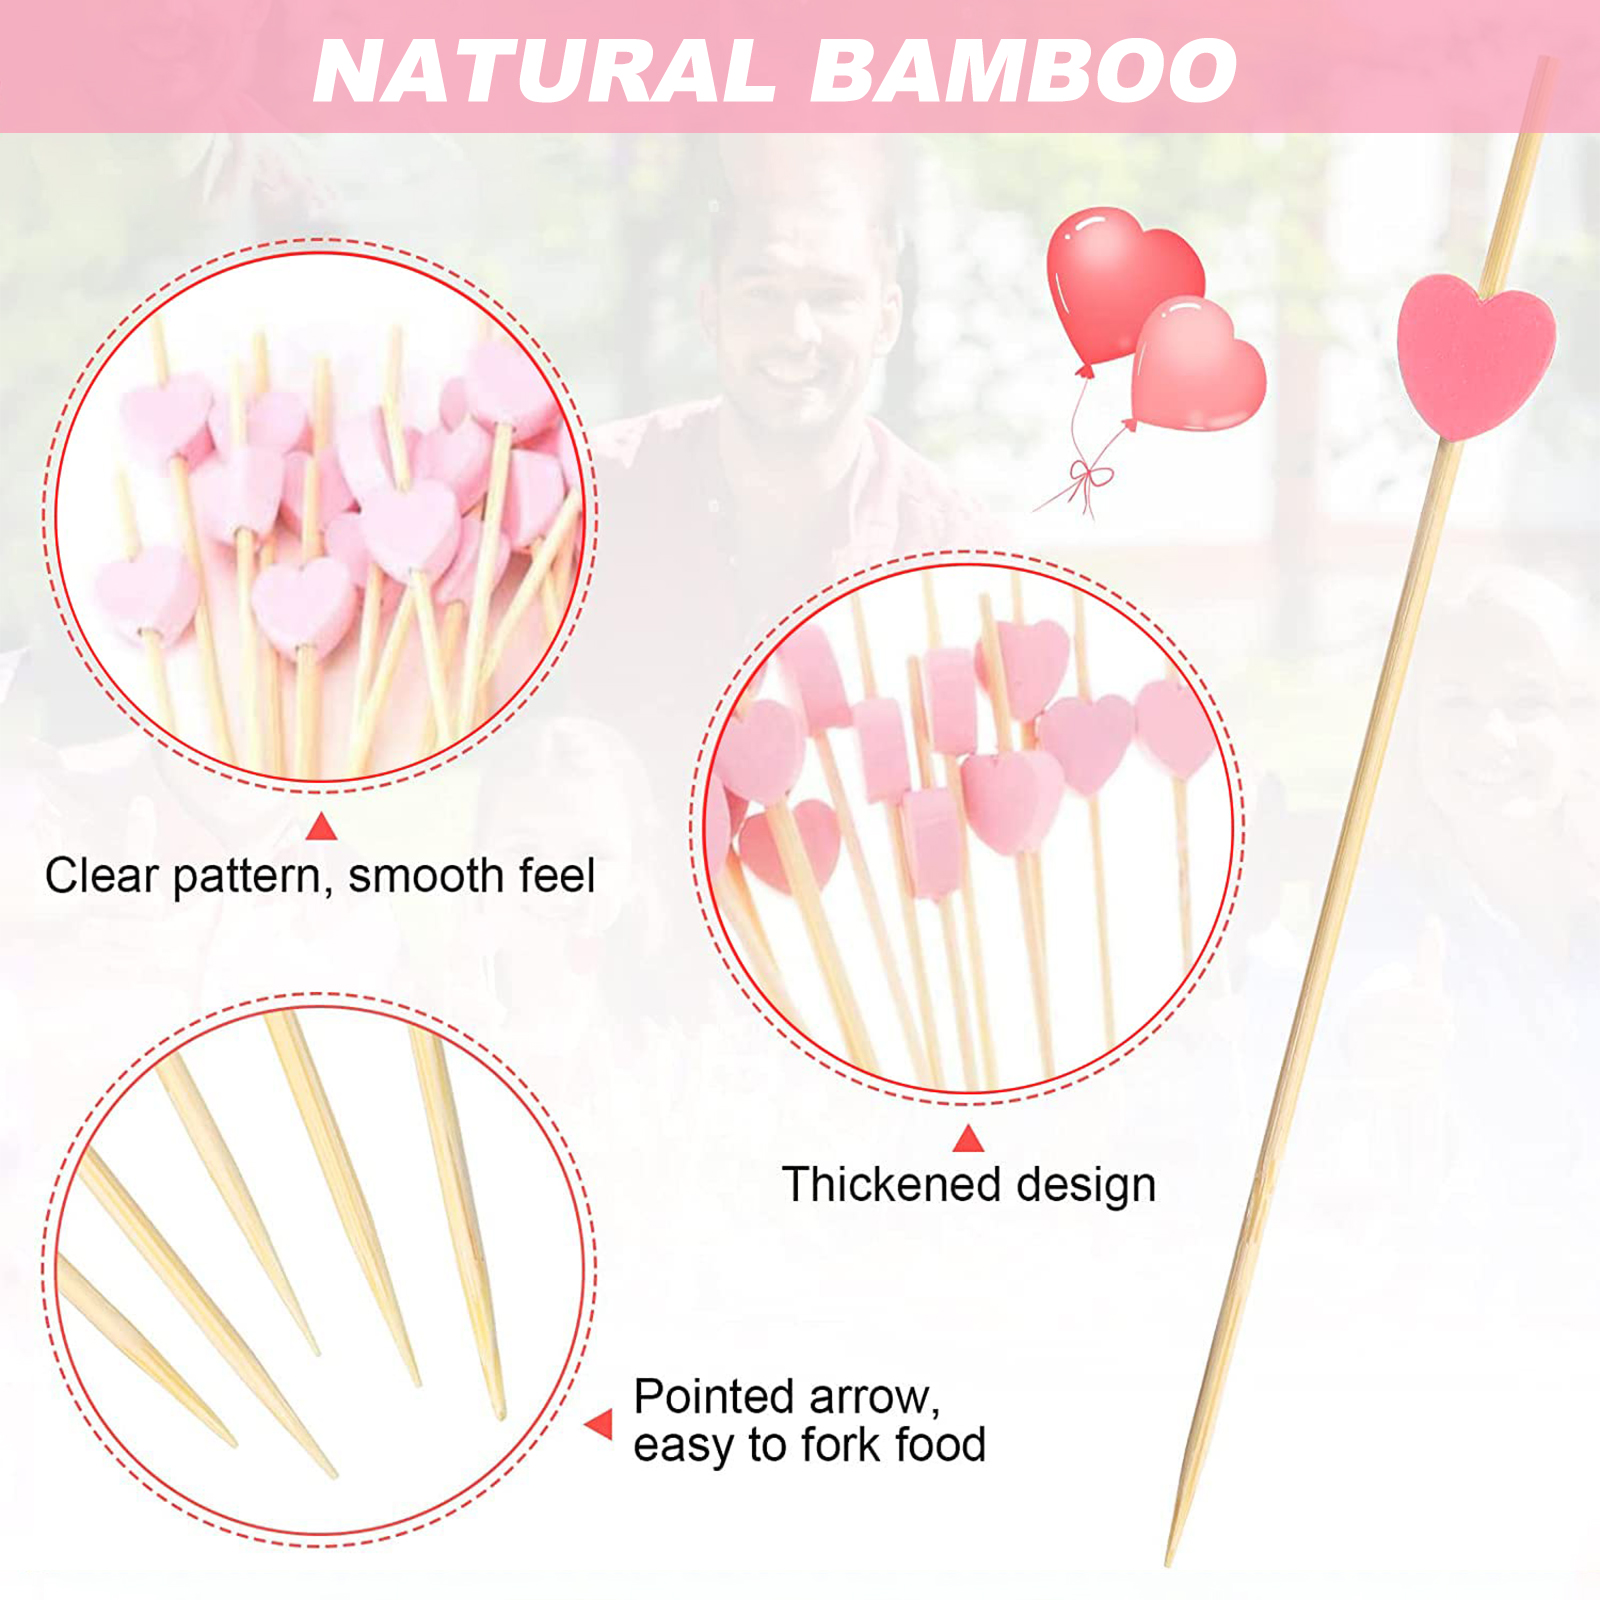 NATURAL BAMBOO
Clear pattern, smooth feel
Thickened design
Pointed arrow,
easy to fork food